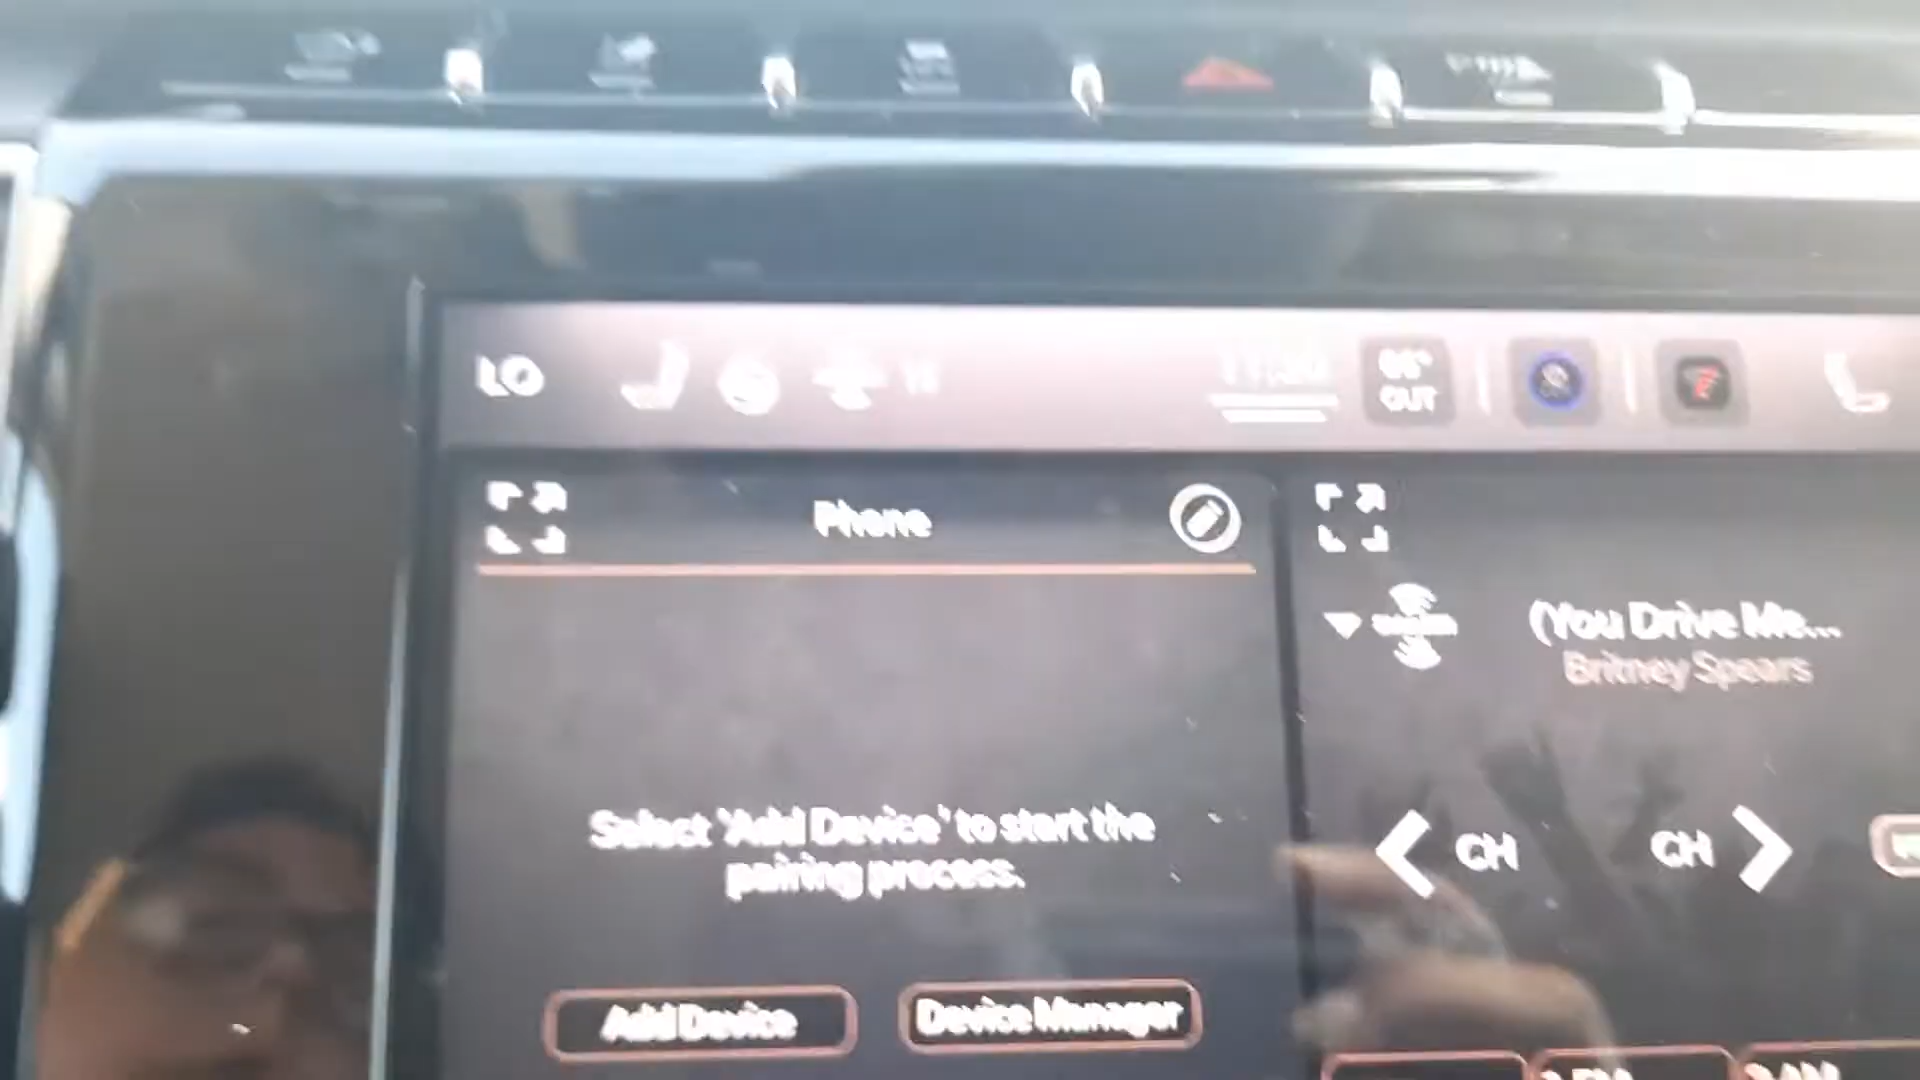 LO
OUT
Phone
(You Drive Me...
Britney Spears
Select 'Add Device' to start the
pairing process.
CH
CH
Add Device
Device Manager